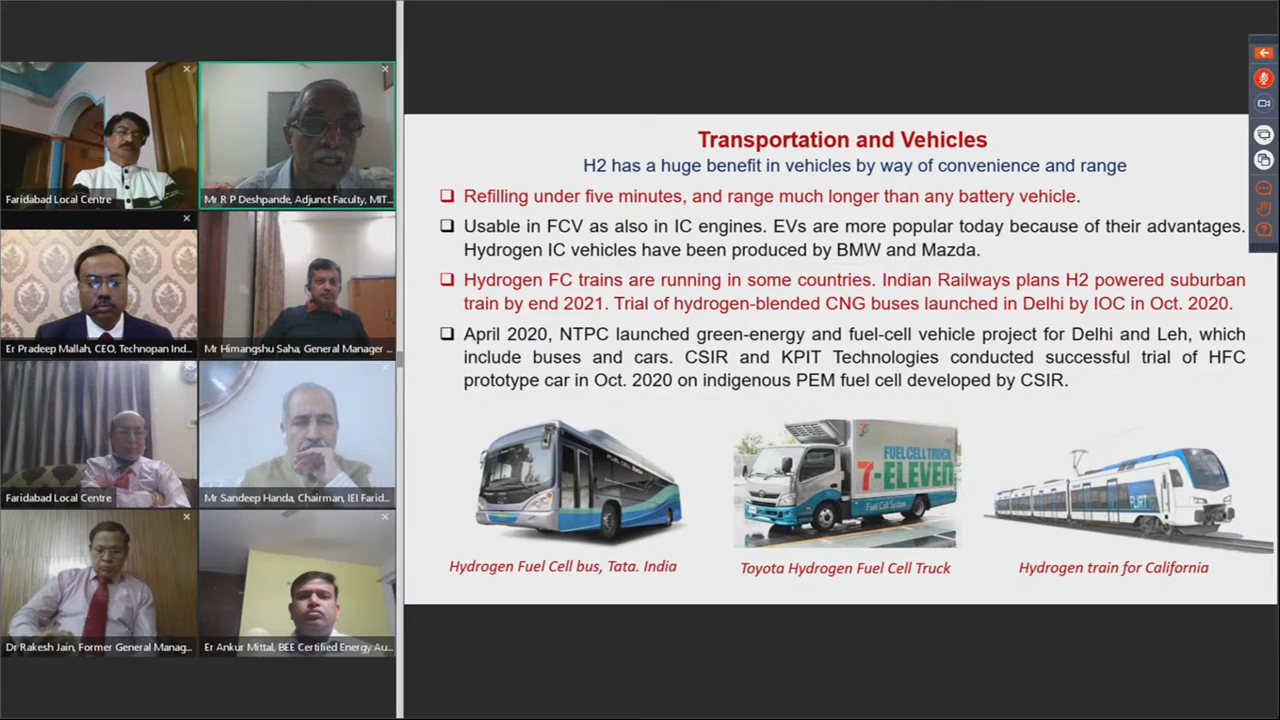 Faridabad Local Centre
Mr R P Deshpande, Adjunct Faculty, MIT...
Er Pradeep Mallah, CEO, Technopan Ind...
Mr Himangshu Saha, General Manager ...
Faridabad Local Centre
Mr Sandeep Handa, Chairman, IEI Farid...
Dr Rakesh Jain, Former General Manag...
Er Ankur Mittal, BEE Certified Energy Au...
Transportation and Vehicles
H2 has a huge benefit in vehicles by way of convenience and range
Refilling under five minutes, and range much longer than any battery vehicle.
Usable in FCV as also in IC engines. EVs are more popular today because of their advantages.
Hydrogen IC vehicles have been produced by BMW and Mazda.
Hydrogen FC trains are running in some countries. Indian Railways plans H2 powered suburban
train by end 2021. Trial of hydrogen-blended CNG buses launched in Delhi by IOC in Oct. 2020.
April 2020, NTPC launched green-energy and fuel-cell vehicle project for Delhi and Leh, which
include buses and cars. CSIR and KPIT Technologies conducted successful trial of HFC
prototype car in Oct. 2020 on indigenous PEM fuel cell developed by CSIR.
FUEL CELL
FUEL CELL TRUCK
7-ELEVEN
Fuel Cell System
FLIRT
Hydrogen Fuel Cell bus, Tata. India
Toyota Hydrogen Fuel Cell Truck
Hydrogen train for California